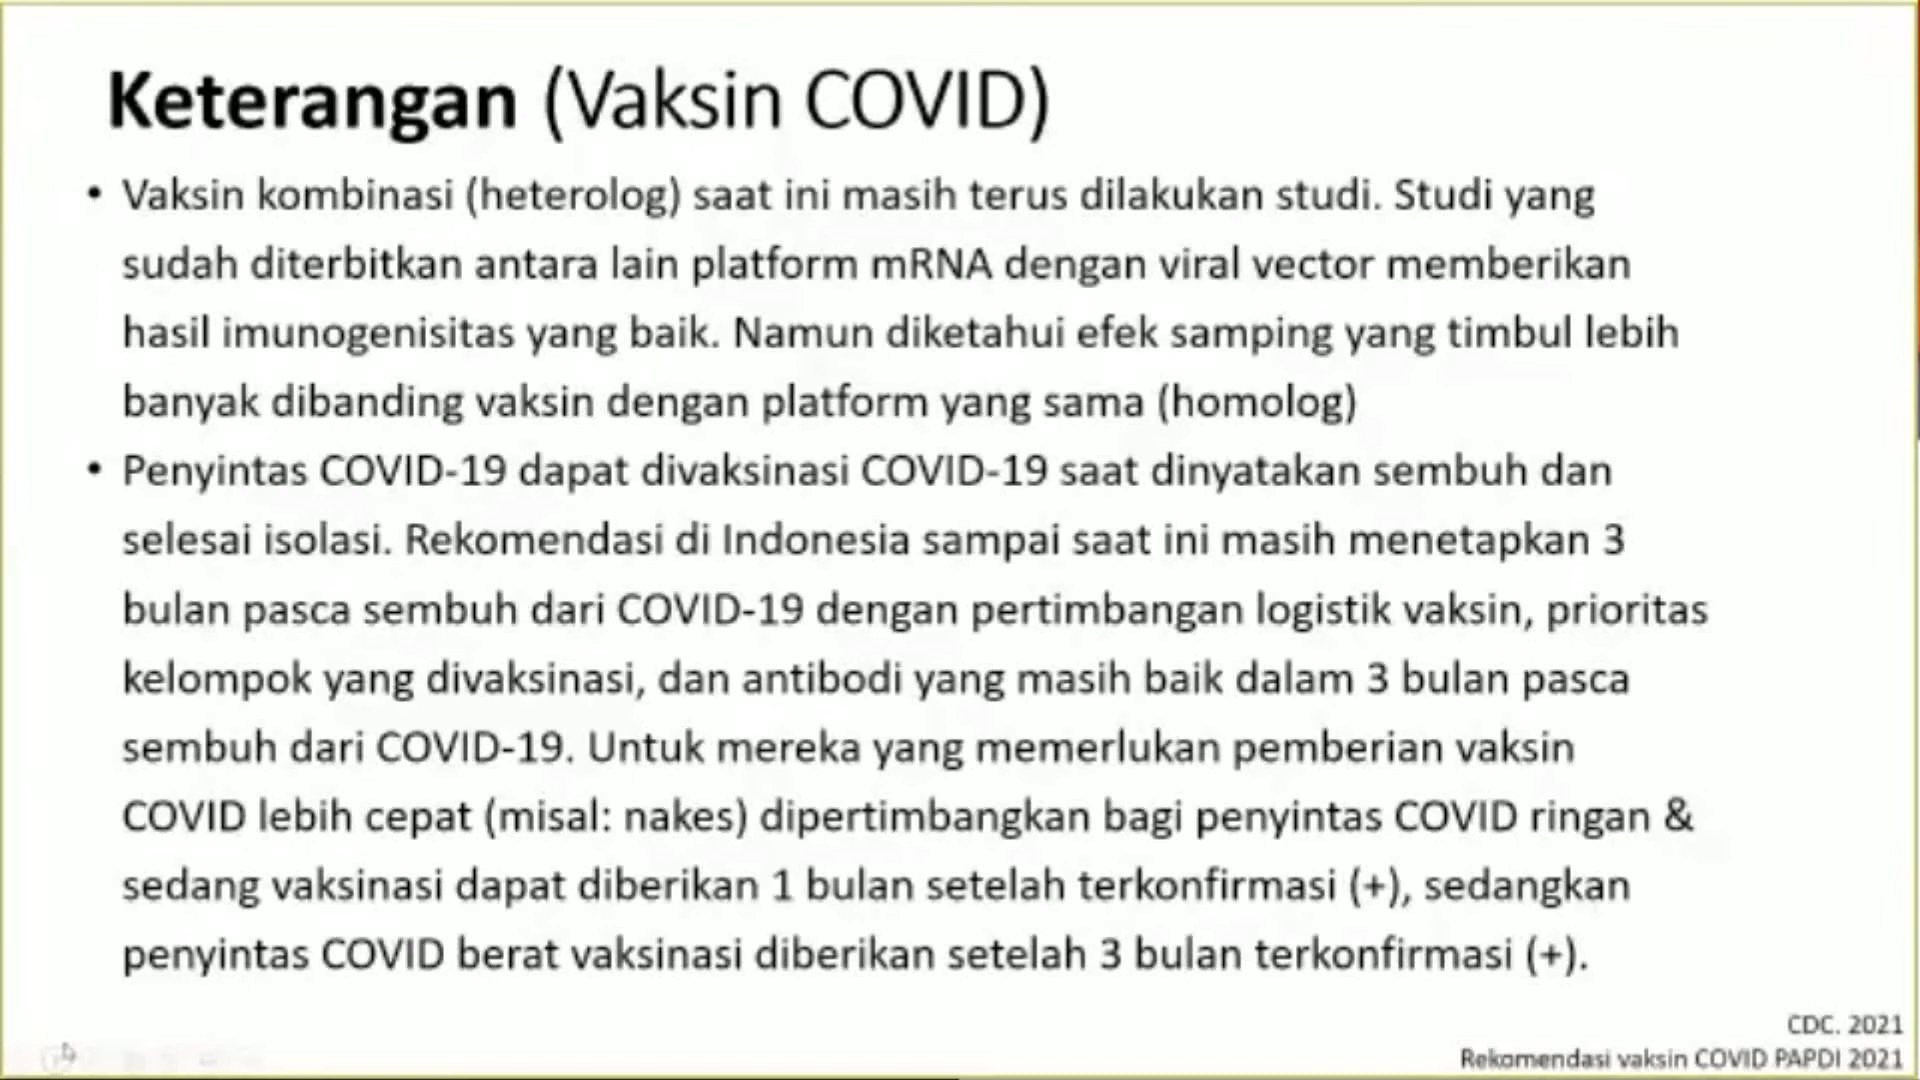 Keterangan (Vaksin COVID)
• Vaksin kombinasi (heterolog) saat ini masih terus dilakukan studi. Studi yang
sudah diterbitkan antara lain platform mRNA dengan viral vector memberikan
hasil imunogenisitas yang baik. Namun diketahui efek samping yang timbul lebih
banyak dibanding vaksin dengan platform yang sama (homolog)
• Penyintas COVID-19 dapat divaksinasi COVID-19 saat dinyatakan sembuh dan
selesai isolasi. Rekomendasi di Indonesia sampai saat ini masih menetapkan 3
bulan pasca sembuh dari COVID-19 dengan pertimbangan logistik vaksin, prioritas
kelompok yang divaksinasi, dan antibodi yang masih baik dalam 3 bulan pasca
sembuh dari COVID-19. Untuk mereka yang memerlukan pemberian vaksin
COVID lebih cepat (misal: nakes) dipertimbangkan bagi penyintas COVID ringan &
sedang vaksinasi dapat diberikan 1 bulan setelah terkonfirmasi (+), sedangkan
penyintas COVID berat vaksinasi diberikan setelah 3 bulan terkonfirmasi (+).
CDC. 2021
Rekomendasi vaksin COVID PAPDI 2021